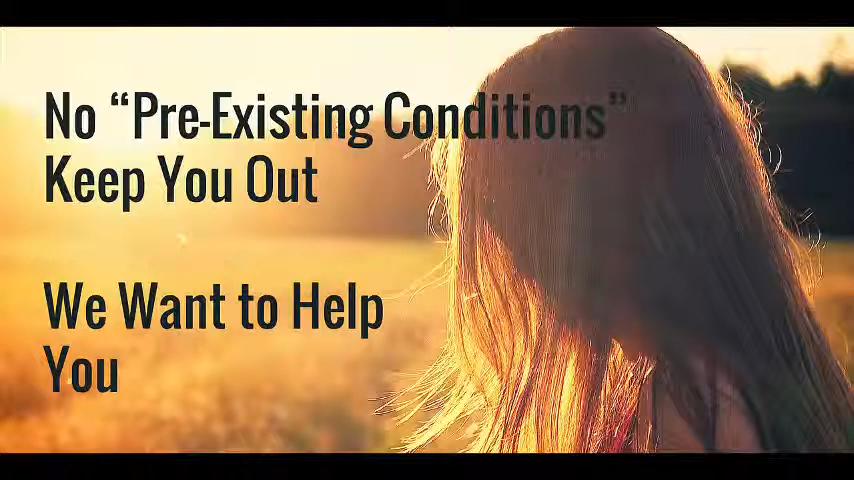 No “Pre-Existing Conditions”
Keep You Out
We Want to Help
You